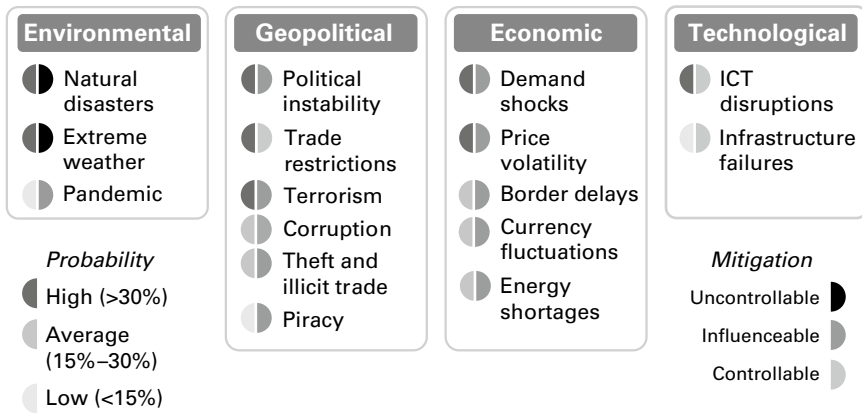 Environmental
Natural
disasters
Extreme
weather
Pandemic
Geopolitical
Political
instability
Trade
restrictions
Terrorism
Corruption
Theft and
illicit trade
Piracy
Economic
Demand
shocks
Price
volatility
Border delays
Currency
fluctuations
Energy
shortages
Technological
ICT
disruptions
Infrastructure
failures
Probability
High (>30%)
Average
(15%–30%)
Low (<15%)
Mitigation
Uncontrollable
Influenceable
Controllable